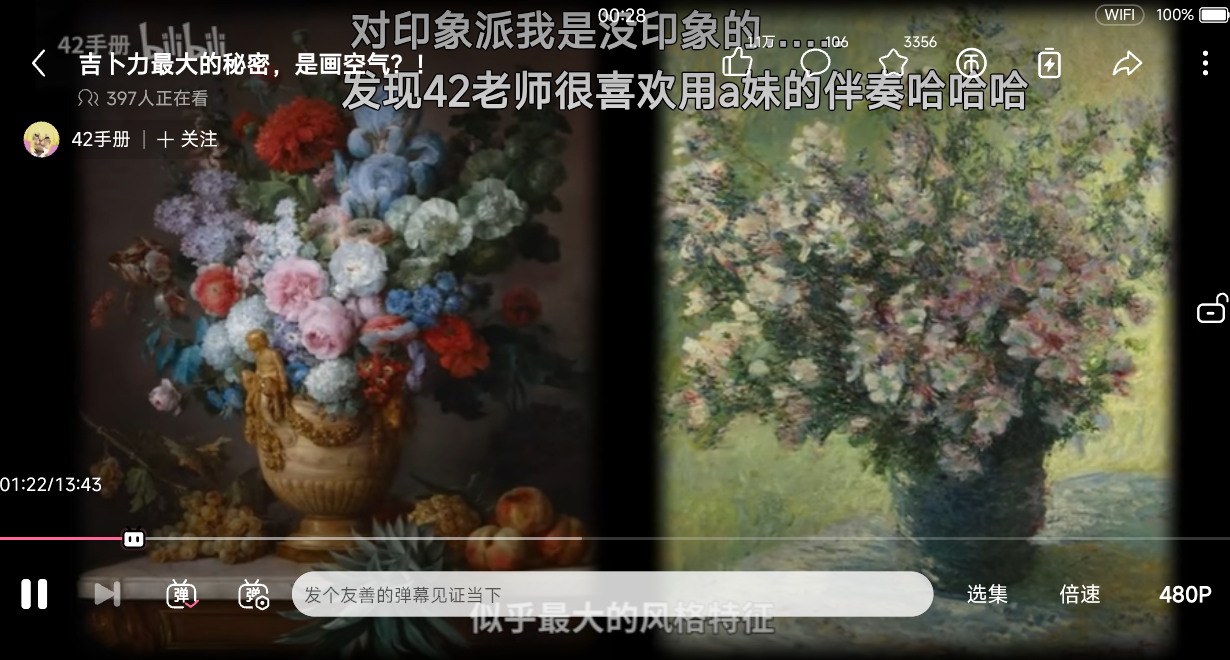 对印象派我是没印象的……
00:28
WIFI
100%
42手册 bilibili
吉卜力最大的秘密，是画空气？！
1.1万
106
3356
397人正在看
发现42老师很喜欢用a妹的伴奏哈哈哈
42手册 | + 关注
01:22/13:43
弹
弹
发个友善的弹幕见证当下
选集
倍速
480P
似乎最大的风格特征